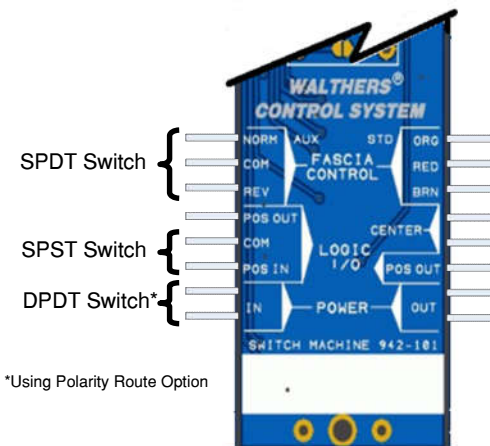 WALTHERS®
CONTROL SYSTEM
SPDT Switch
NORM AUX STD ORG
COM FASCIA CONTROL RED
REV BRN
POS OUT
SPST Switch
COM LOGIC I/O CENTER
POS IN POS OUT
DPDT Switch*
IN POWER OUT
SWITCH MACHINE 942-101
*Using Polarity Route Option